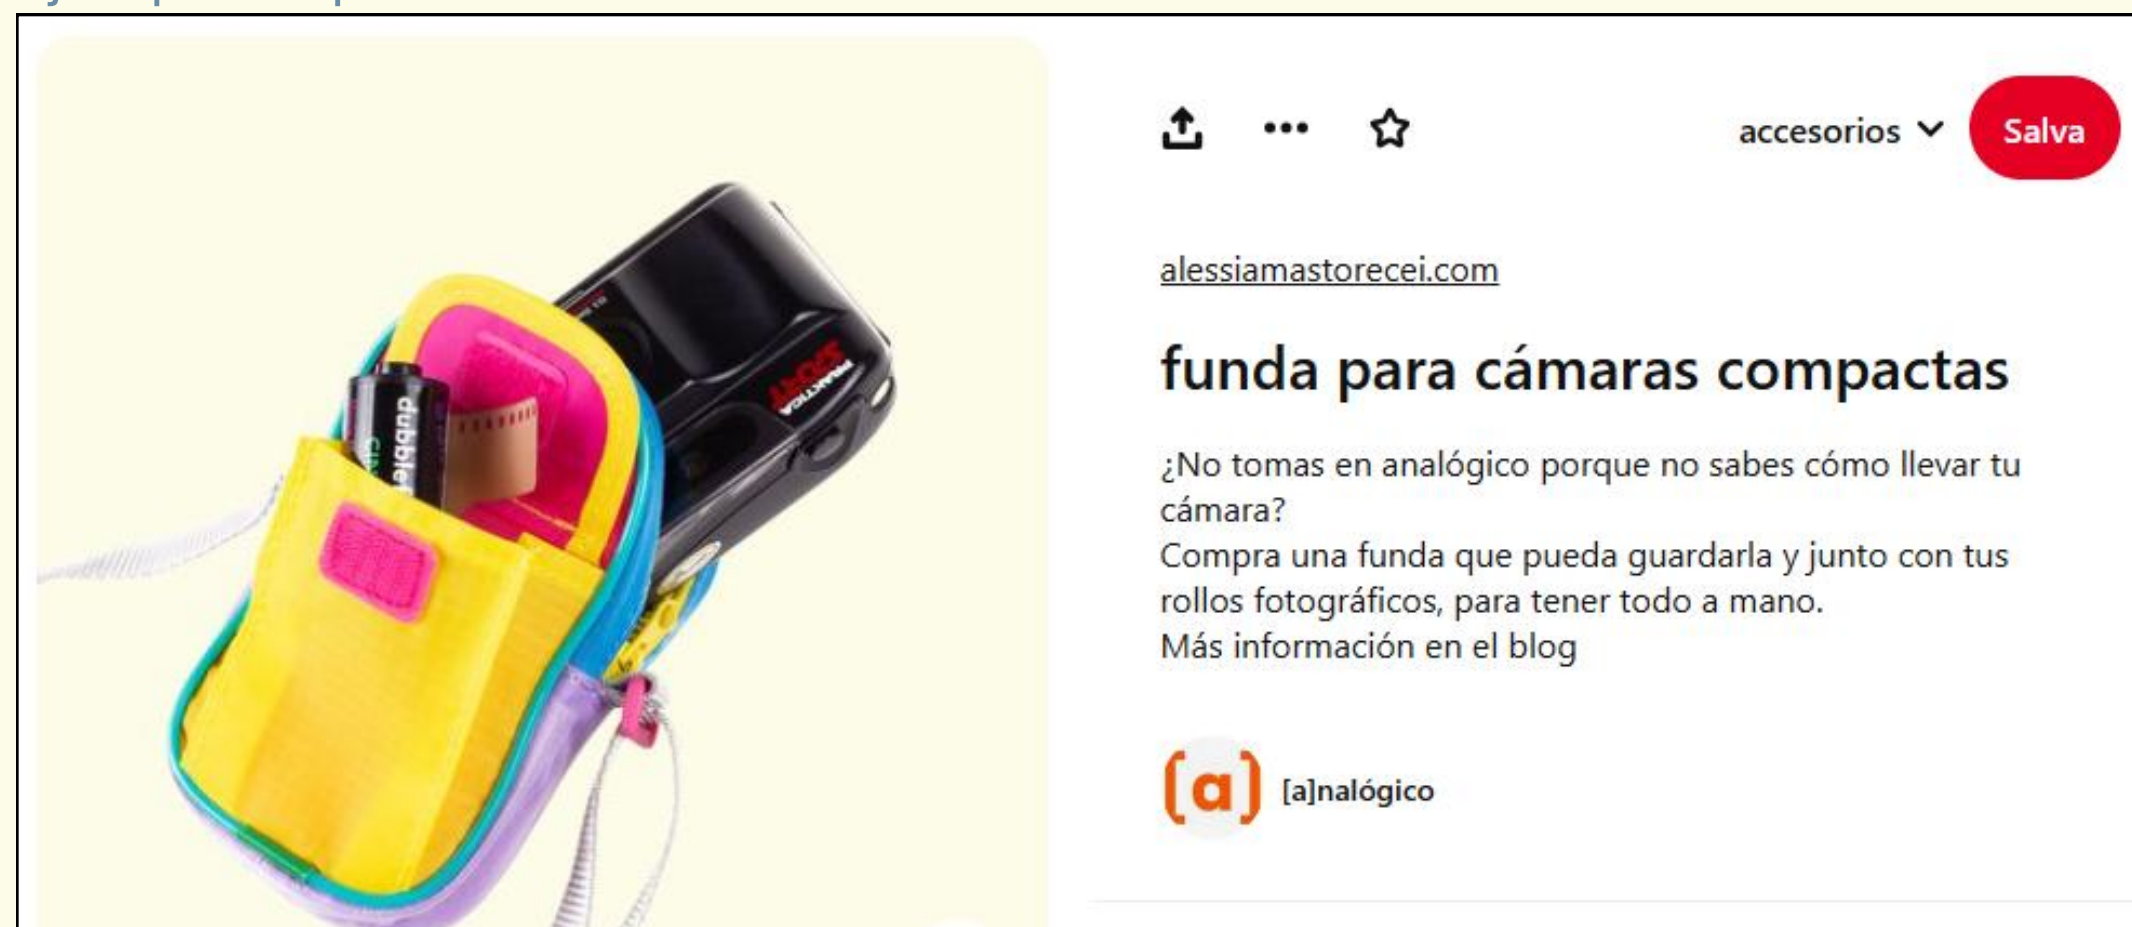 accesorios
Salva
alessiamastorecei.com
funda para cámaras compactas
¿No tomas en analógico porque no sabes cómo llevar tu
cámara?
Compra una funda que pueda guardarla y junto con tus
rollos fotográficos, para tener todo a mano.
Más información en el blog
[a] [a]nalógico
SPORT
PRAKTICA